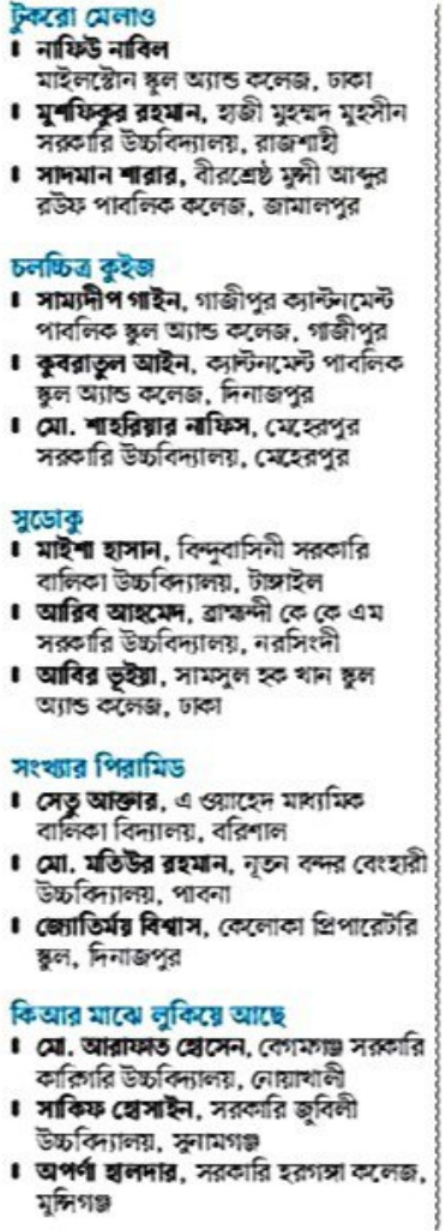 টুকরো মেলাও
নাফিউ নাবিল
মাইলস্টোন স্কুল অ্যান্ড কলেজ, ঢাকা
মুশফিকুর রহমান, হাজী মুহম্মদ মুহসীন
সরকারি উচ্চবিদ্যালয়, রাজশাহী
সাদমান শারার, বীরশ্রেষ্ঠ মুন্সী আব্দুর
রউফ পাবলিক কলেজ, জামালপুর
চলচ্চিত্র কুইজ
সাম্যদীপ গাইন, গাজীপুর ক্যান্টনমেন্ট
পাবলিক স্কুল অ্যান্ড কলেজ, গাজীপুর
কুবরাতুল আইন, ক্যান্টনমেন্ট পাবলিক
স্কুল অ্যান্ড কলেজ, দিনাজপুর
মো. শাহরিয়ার নাফিস, মেহেরপুর
সরকারি উচ্চবিদ্যালয়, মেহেরপুর
সুডোকু
মাইশা হাসান, বিন্দুবাসিনী সরকারি
বালিকা উচ্চবিদ্যালয়, টাঙ্গাইল
আরিব আহমেদ, ব্রাহ্মন্দী কে কে এম
সরকারি উচ্চবিদ্যালয়, নরসিংদী
আবির ভূইয়া, সামসুল হক খান স্কুল
অ্যান্ড কলেজ, ঢাকা
সংখ্যার পিরামিড
সেতু আক্তার, এ ওয়াহেদ মাধ্যমিক
বালিকা বিদ্যালয়, বরিশাল
মো. মতিউর রহমান, নূতন বন্দর বেংহারী
উচ্চবিদ্যালয়, পাবনা
জ্যোতির্ময় বিশ্বাস, কেলোকা প্রিপারেটরি
স্কুল, দিনাজপুর
কিআর মাঝে লুকিয়ে আছে
মো. আরাফাত হোসেন, বেগমগঞ্জ সরকারি
কারিগরি উচ্চবিদ্যালয়, নোয়াখালী
সাকিফ হোসাইন, সরকারি জুবিলী
উচ্চবিদ্যালয়, সুনামগঞ্জ
অপর্ণা হালদার, সরকারি হরগঙ্গা কলেজ,
মুন্সিগঞ্জ